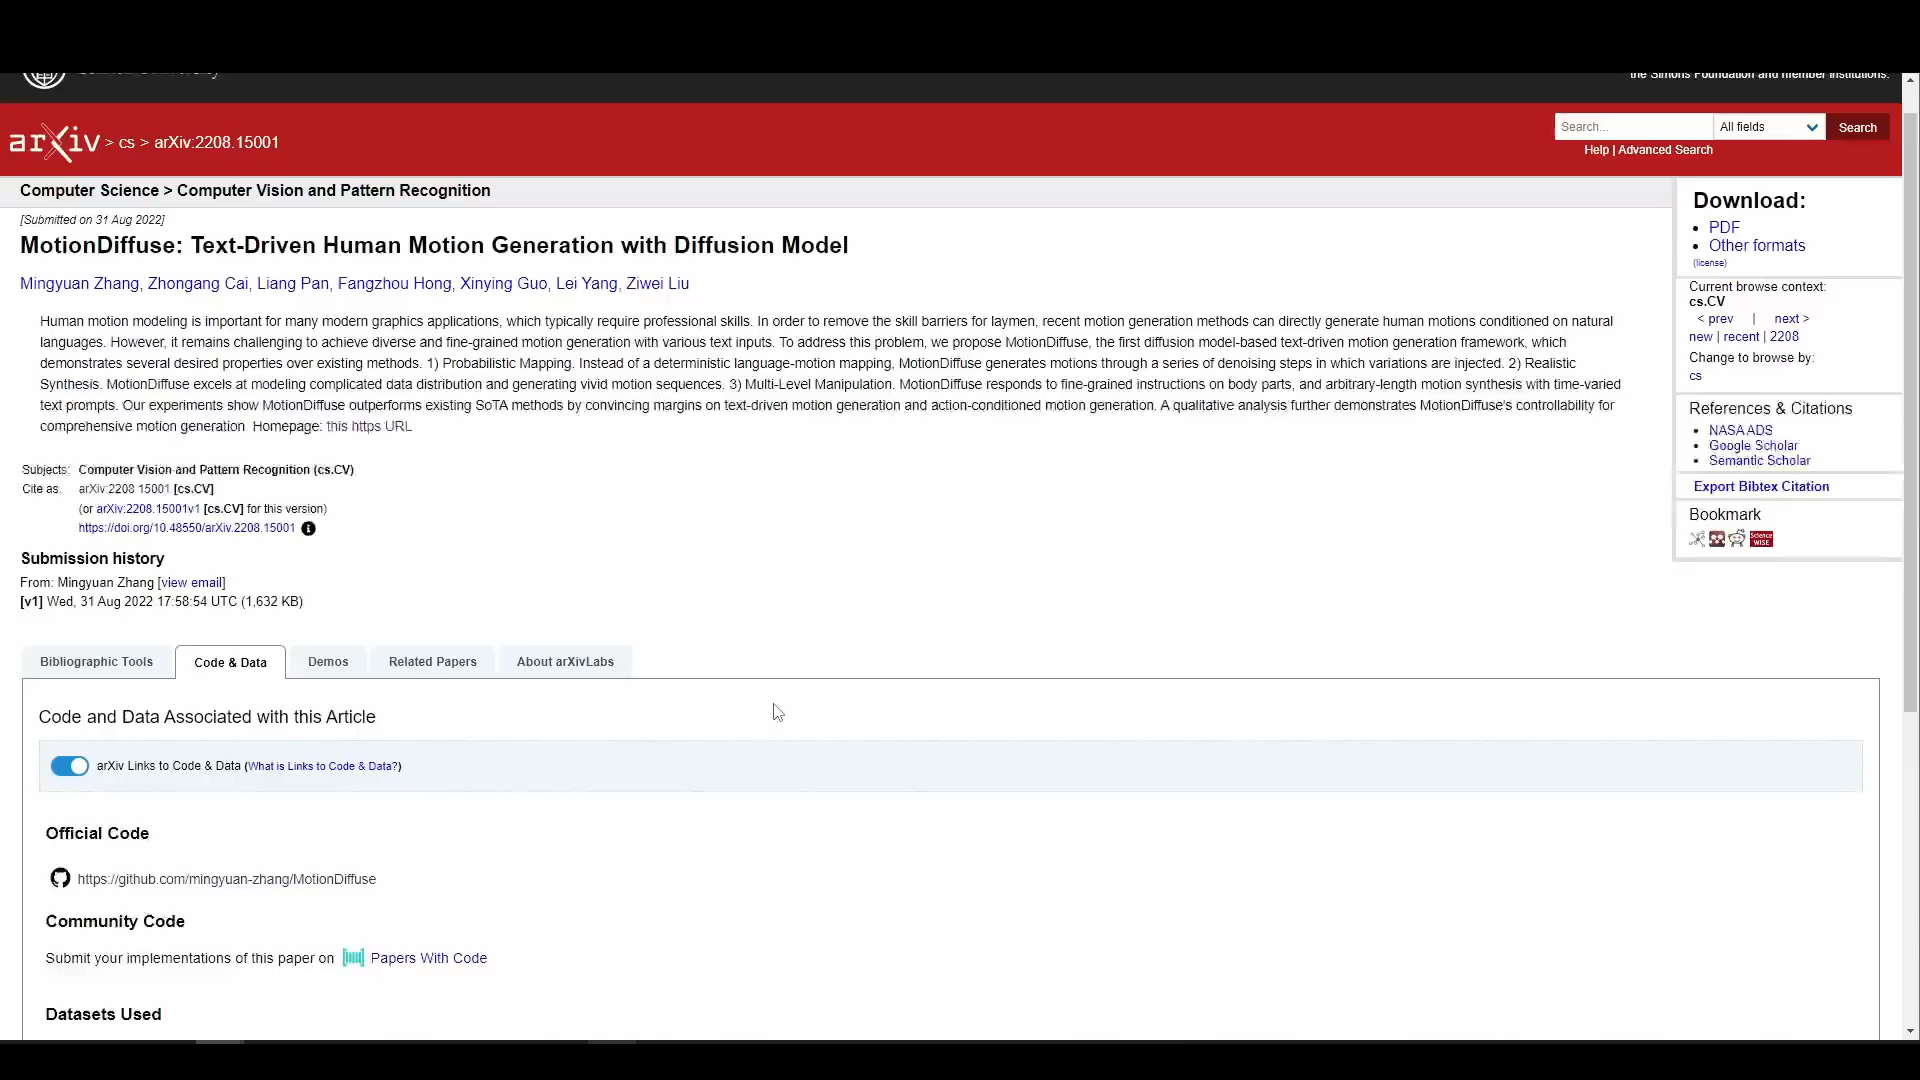 the Simons Foundation and member institutions.
arXiv > cs > arXiv:2208.15001
Search...
All fields
Search
Help | Advanced Search
Computer Science > Computer Vision and Pattern Recognition
[Submitted on 31 Aug 2022]
MotionDiffuse: Text-Driven Human Motion Generation with Diffusion Model
Mingyuan Zhang, Zhongang Cai, Liang Pan, Fangzhou Hong, Xinying Guo, Lei Yang, Ziwei Liu
Human motion modeling is important for many modern graphics applications, which typically require professional skills. In order to remove the skill barriers for laymen, recent motion generation methods can directly generate human motions conditioned on natural
languages. However, it remains challenging to achieve diverse and fine-grained motion generation with various text inputs. To address this problem, we propose MotionDiffuse, the first diffusion model-based text-driven motion generation framework, which
demonstrates several desired properties over existing methods. 1) Probabilistic Mapping. Instead of a deterministic language-motion mapping, MotionDiffuse generates motions through a series of denoising steps in which variations are injected. 2) Realistic
Synthesis. MotionDiffuse excels at modeling complicated data distribution and generating vivid motion sequences. 3) Multi-Level Manipulation. MotionDiffuse responds to fine-grained instructions on body parts, and arbitrary-length motion synthesis with time-varied
text prompts. Our experiments show MotionDiffuse outperforms existing SoTA methods by convincing margins on text-driven motion generation and action-conditioned motion generation. A qualitative analysis further demonstrates MotionDiffuse's controllability for
comprehensive motion generation. Homepage: this https URL
Subjects: Computer Vision and Pattern Recognition (cs.CV)
Cite as: arXiv:2208.15001 [cs.CV]
(or arXiv:2208.15001v1 [cs.CV] for this version)
https://doi.org/10.48550/arXiv.2208.15001
Submission history
From: Mingyuan Zhang [view email]
[v1] Wed, 31 Aug 2022 17:58:54 UTC (1,632 KB)
Download:
PDF
Other formats
(license)
Current browse context:
cs.CV
< prev | next >
new | recent | 2208
Change to browse by:
cs
References & Citations
NASA ADS
Google Scholar
Semantic Scholar
Export Bibtex Citation
Bookmark
Science WISE
Bibliographic Tools
Code & Data
Demos
Related Papers
About arXivLabs
Code and Data Associated with this Article
arXiv Links to Code & Data (What is Links to Code & Data?)
Official Code
https://github.com/mingyuan-zhang/MotionDiffuse
Community Code
Submit your implementations of this paper on Papers With Code
Datasets Used